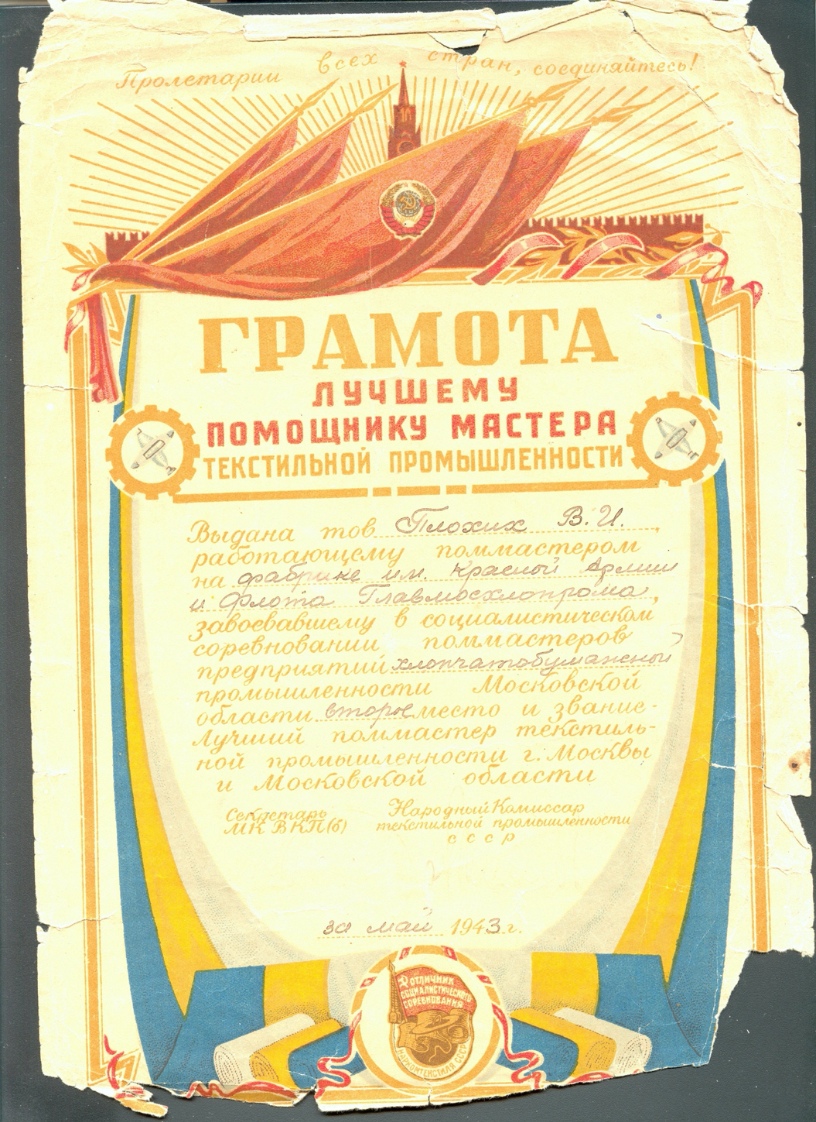 Пролетарии всех стран, соединяйтесь!
ГРАМОТА
ЛУЧШЕМУ
ПОМОЩНИКУ МАСТЕРА
ТЕКСТИЛЬНОЙ ПРОМЫШЛЕННОСТИ
Выдана тов Плохих В. И.,
работающему поммастером
на фабрике им. Красной Армии
и Флота Главмосхлопрома,
завоевавшему в социалистическом
соревновании поммастеров
предприятий хлопчатобумажной
промышленности Московской
области второе место и звание-
Лучший поммастер текстиль-
ной промышленности г. Москвы
и Московской области
Секретарь
МК ВКП(б)
Народный Комиссар
текстильной промышленности
СССР
за май 1943 г.
ОТЛИЧНИК
СОЦИАЛИСТИЧЕСКОГО
СОРЕВНОВАНИЯ